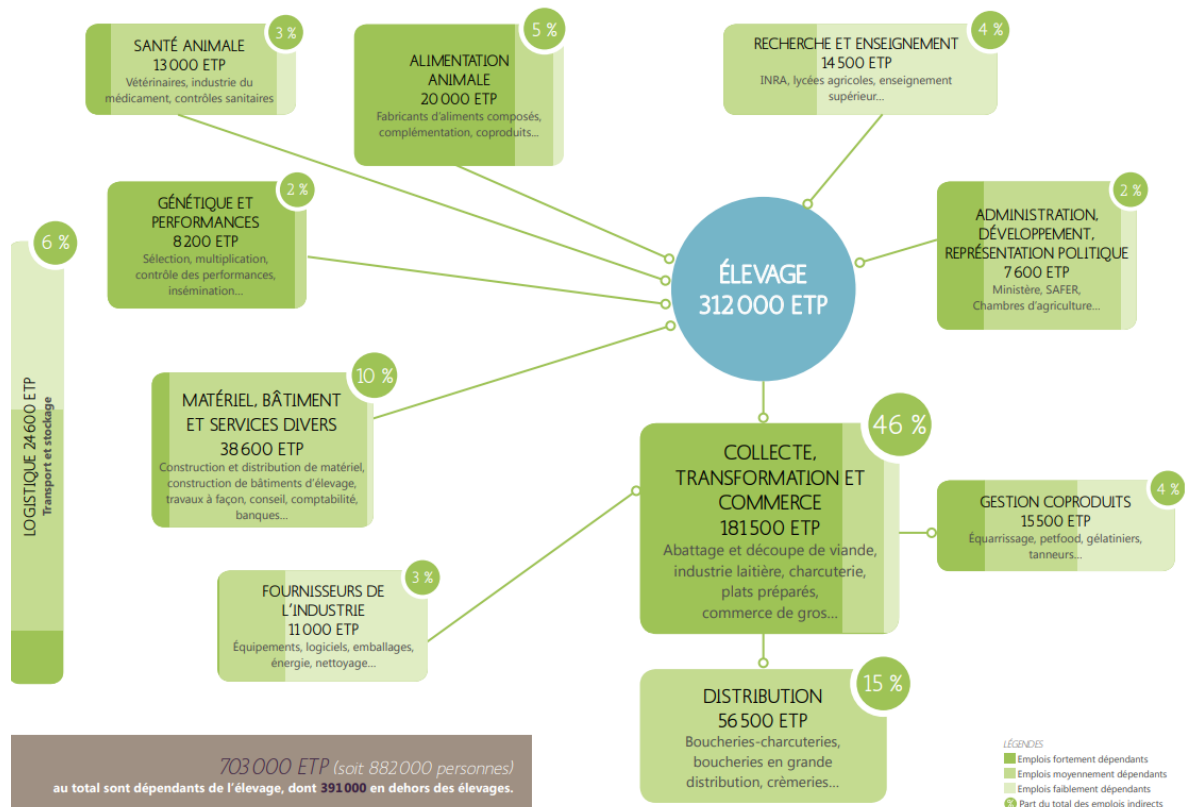 SANTÉ ANIMALE
13 000 ETP
Vétérinaires, industrie du
médicament, contrôles sanitaires
3 %
ALIMENTATION
ANIMALE
20 000 ETP
Fabricants d'aliments composés,
complémentation, coproduits...
5 %
RECHERCHE ET ENSEIGNEMENT
14 500 ETP
INRA, lycées agricoles, enseignement
supérieur...
4 %
GÉNÉTIQUE ET
PERFORMANCES
8 200 ETP
Sélection, multiplication,
contrôle des performances,
insémination...
2 %
ADMINISTRATION,
DÉVELOPPEMENT,
REPRÉSENTATION POLITIQUE
7 600 ETP
Ministère, SAFER,
Chambres d'agriculture...
2 %
ÉLEVAGE
312 000 ETP
6 %
LOGISTIQUE 24 600 ETP
Transport et stockage
MATÉRIEL, BÂTIMENT
ET SERVICES DIVERS
38 600 ETP
Construction et distribution de matériel,
construction de bâtiments d'élevage,
travaux à façon, conseil, comptabilité,
banques...
10 %
COLLECTE,
TRANSFORMATION ET
COMMERCE
181 500 ETP
Abattage et découpe de viande,
industrie laitière, charcuterie,
plats préparés,
commerce de gros...
46 %
GESTION COPRODUITS
15 500 ETP
Équarrissage, petfood, gélatiniers,
tanneurs...
4 %
FOURNISSEURS DE
L'INDUSTRIE
11 000 ETP
Équipements, logiciels, emballages,
énergie, nettoyage...
3 %
DISTRIBUTION
56 500 ETP
Boucheries-charcuteries,
boucheries en grande
distribution, crèmeries...
15 %
703 000 ETP (soit 882 000 personnes)
au total sont dépendants de l'élevage, dont 391 000 en dehors des élevages.
LÉGENDES
Emplois fortement dépendants
Emplois moyennement dépendants
Emplois faiblement dépendants
% Part du total des emplois indirects